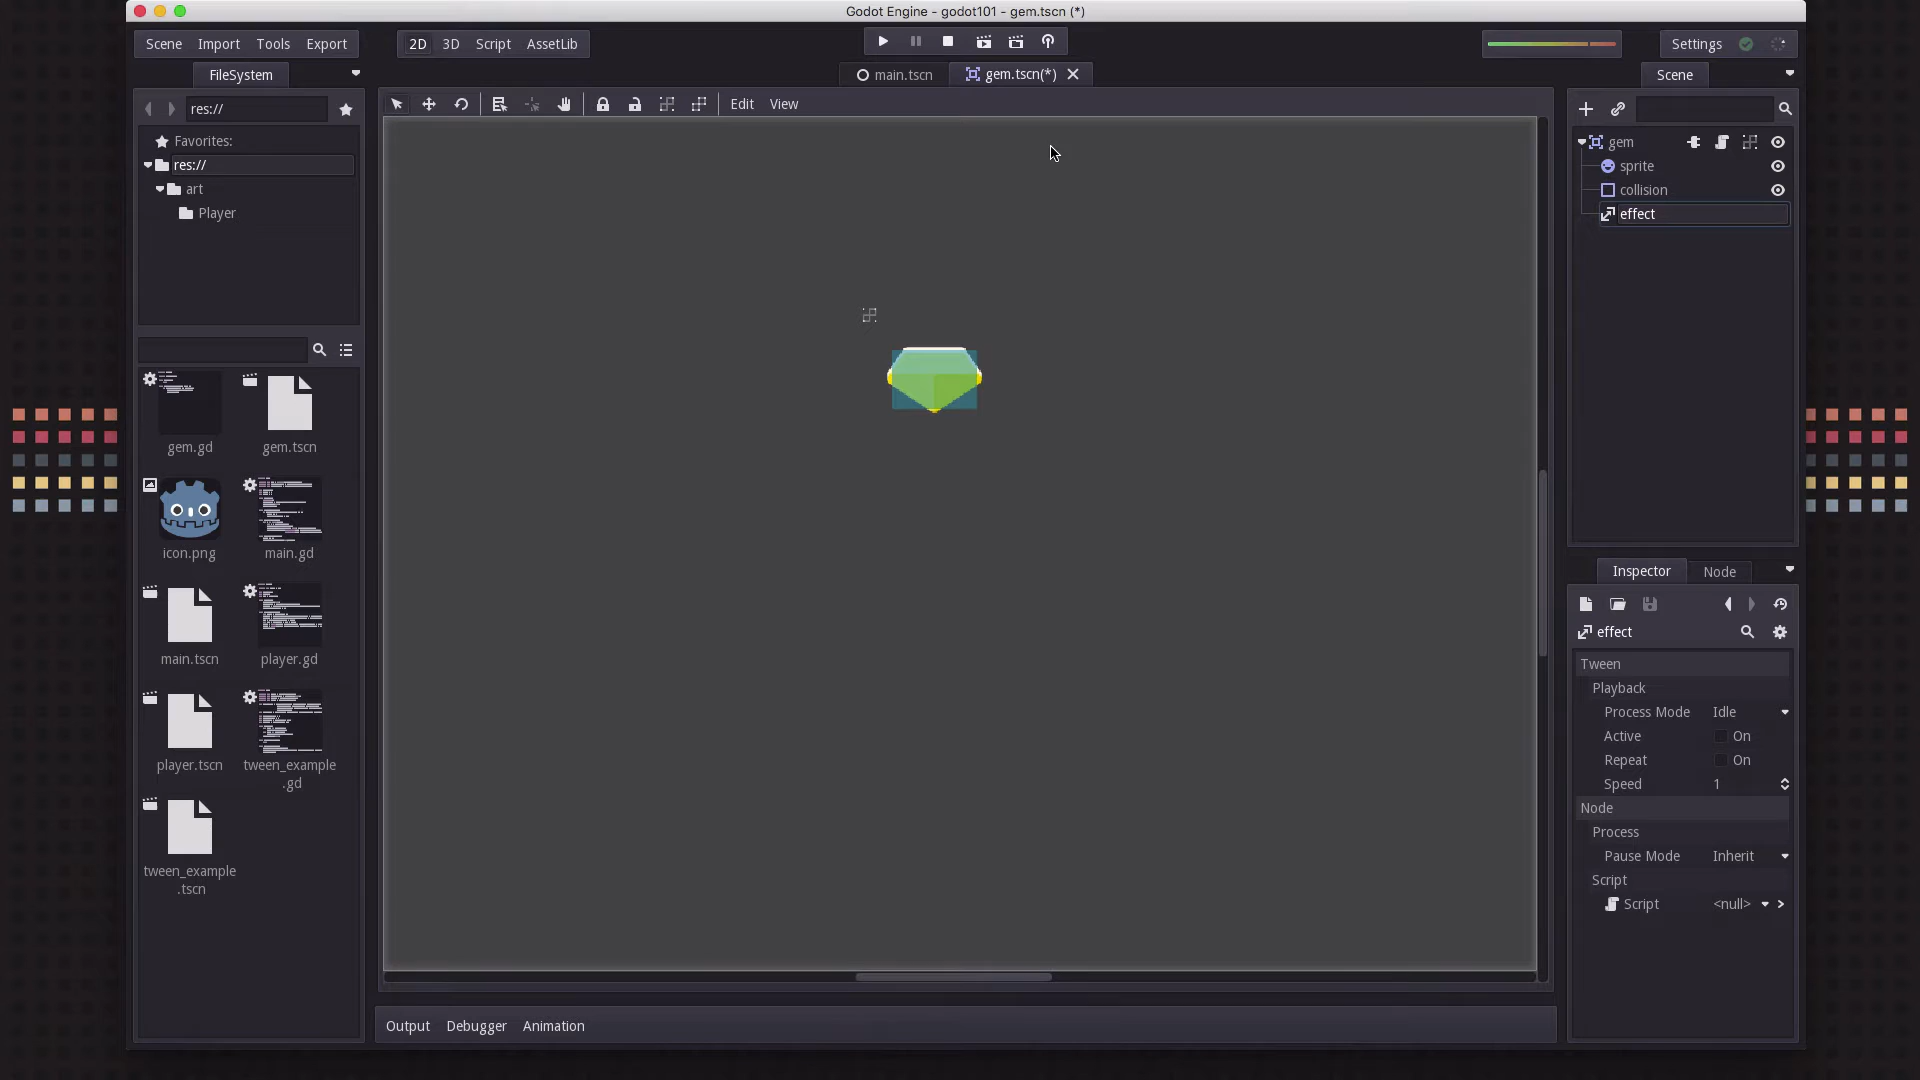 Godot Engine - godot101 - gem.tscn (*)
Scene Import Tools Export
2D 3D Script AssetLib
Settings
FileSystem
main.tscn
gem.tscn(*)
Scene
res://
Edit View
Favorites:
res://
art
Player
gem
sprite
collision
effect
gem.gd
gem.tscn
icon.png
main.gd
main.tscn
player.gd
player.tscn
tween_example
.gd
tween_example
.tscn
Inspector Node
effect
Tween
Playback
Process Mode Idle
Active On
Repeat On
Speed 1
Node
Process
Pause Mode Inherit
Script
Script <null>
Output Debugger Animation